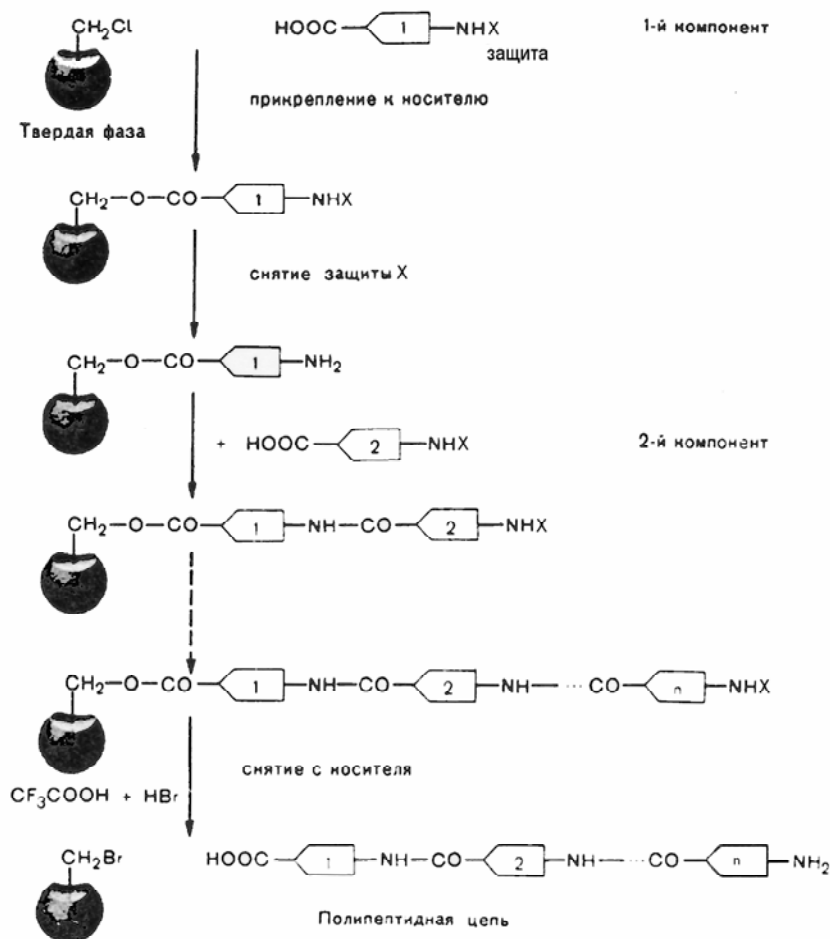 CH₂Cl HOOC 1 NHX 1-й компонент
защита
прикрепление к носителю
Твердая фаза
CH₂—O—CO 1 NHX
снятие защиты X
CH₂—O—CO 1 NH₂
+ HOOC 2 NHX 2-й компонент
CH₂—O—CO 1 NH—CO 2 NHX
CH₂—O—CO 1 NH—CO 2 NH— ···CO n NHX
снятие с носителя
CF₃COOH + HBr
CH₂Br HOOC 1 NH—CO 2 NH— ···CO n NH₂
Полипептидная цепь